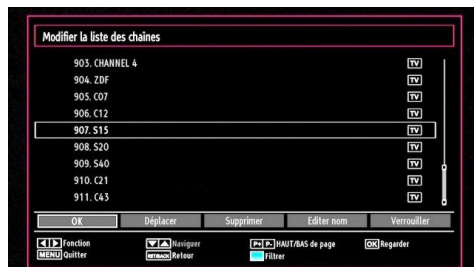 Modifier la liste des chaînes
903. CHANNEL 4 TV
904. ZDF TV
905. C07 TV
906. C12 TV
907. S15 TV
908. S20 TV
909. S40 TV
910. C21 TV
911. C43 TV
OK Déplacer Supprimer Editer nom Verrouiller
Fonction Naviguer P+ P- HAUT/BAS de page OK Regarder
MENU Quitter RET/BACK Retour Filtrer